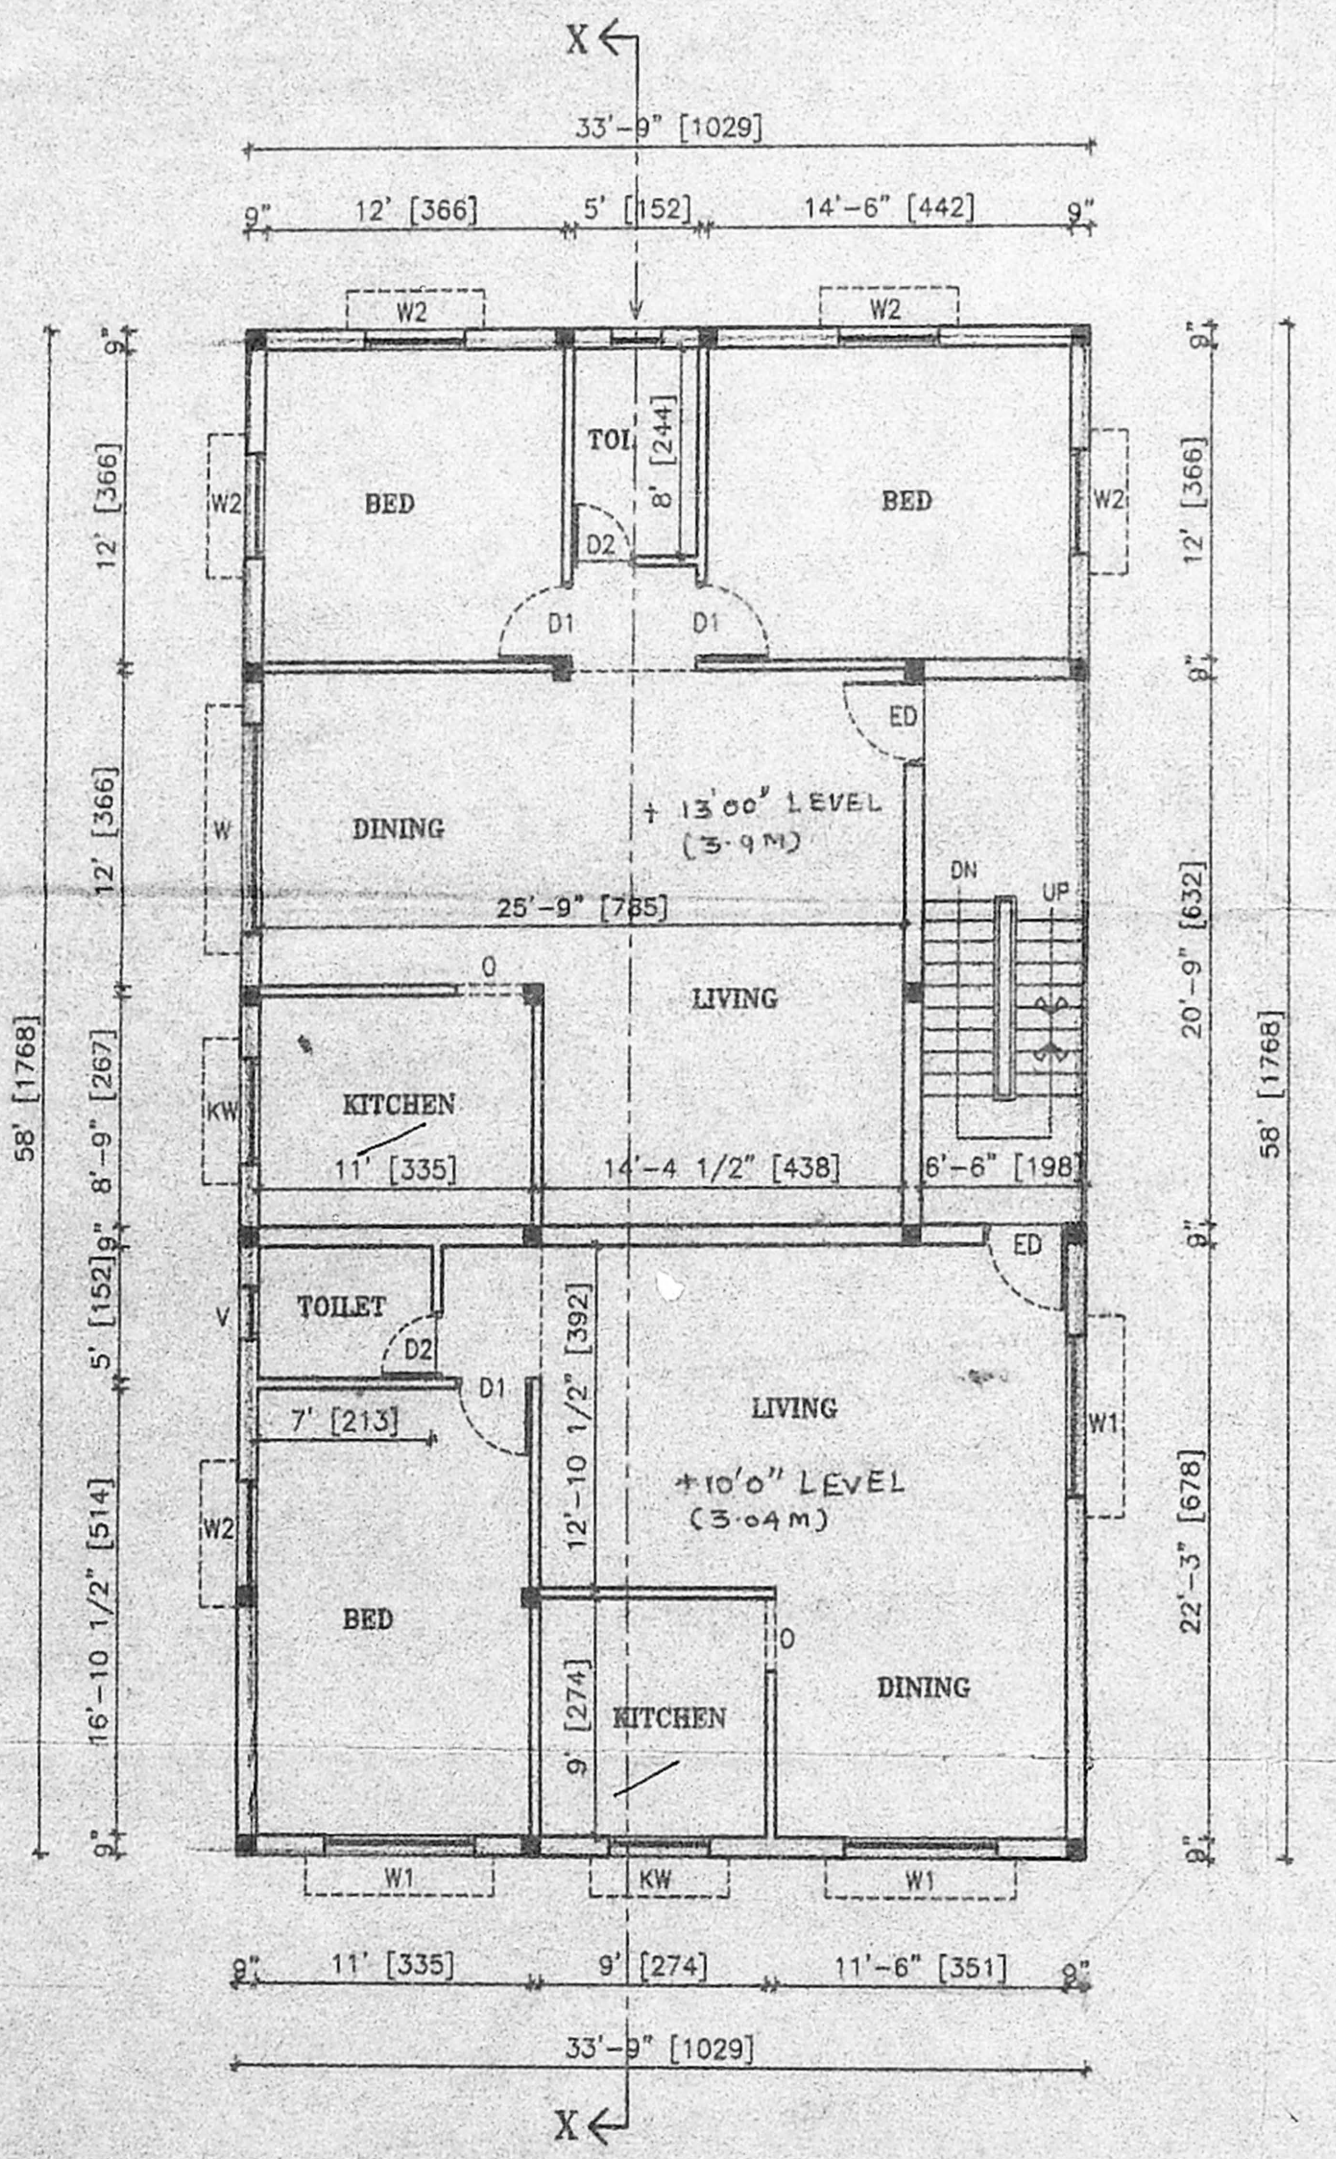 X
33'-9" [1029]
9" 12' [366] 5' [152] 14'-6" [442] 9"
W2 W2
9" 9"
TOI
8' [244]
12' [366] W2 BED BED W2 12' [366]
D2
D1 D1
9"
ED
W DINING + 13'00" LEVEL
(3.9M)
12' [366]
DN UP
25'-9" [785]
20'-9" [632]
O
LIVING
58' [1768] 58' [1768]
8'-9" [267] KW KITCHEN
11' [335] 14'-4 1/2" [438] 6'-6" [198]
9" ED 9"
5' [152] V TOILET
D2
12'-10 1/2" [392]
D1
7' [213]
LIVING W1
+10'0" LEVEL
(3.04M)
16'-10 1/2" [514] W2 22'-3" [678]
BED
O
9' [274] KITCHEN DINING
9" 9"
W1 KW W1
9" 11' [335] 9' [274] 11'-6" [351] 9"
33'-9" [1029]
X